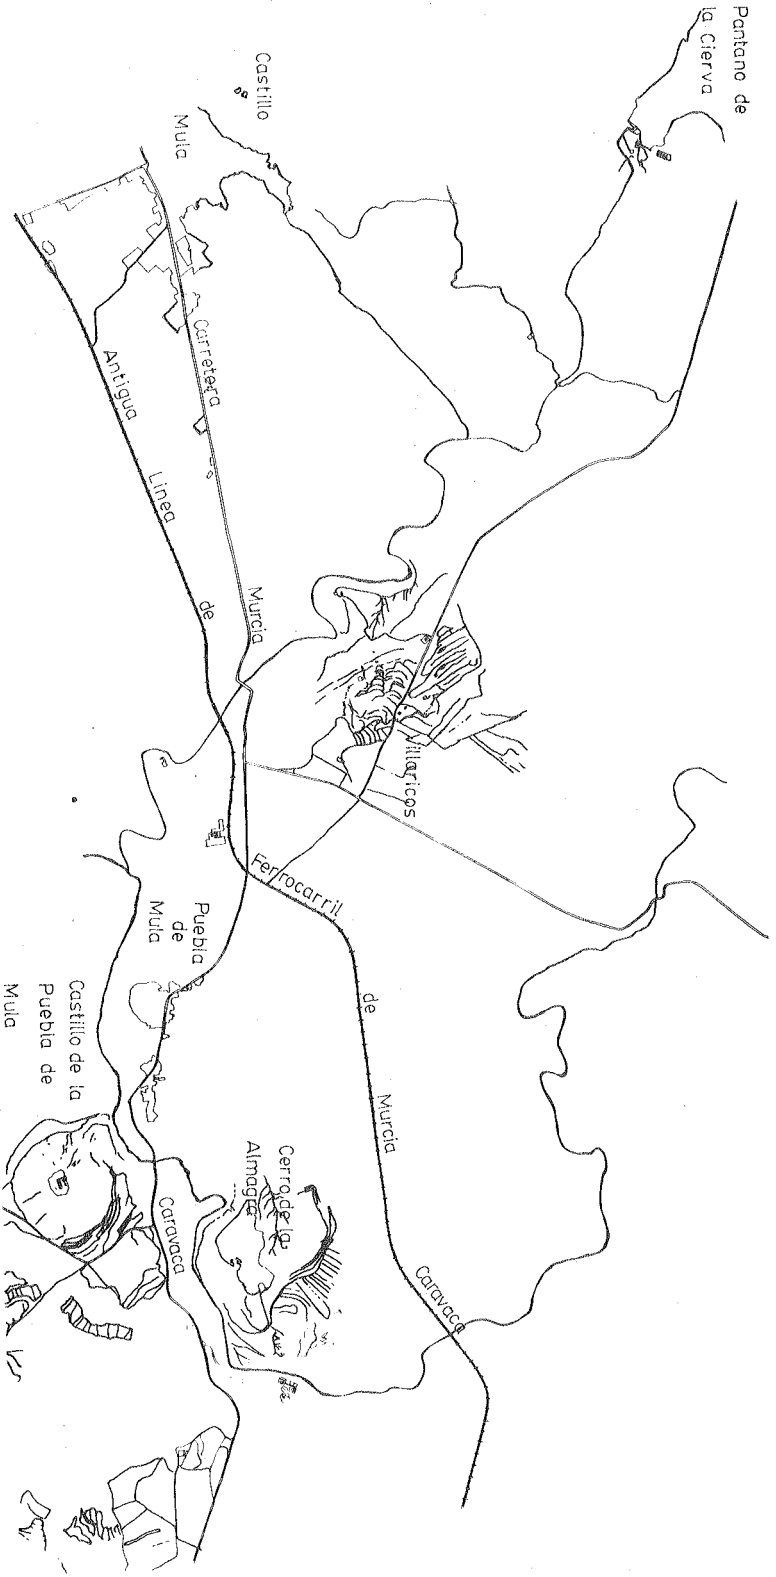 Pantano de
la Cierva
Castillo
Mula
Carretera
Murcia
Caravaca
Antigua
Linea
de
Ferrocarril
de
Murcia
Caravaca
Villaricos
Puebla
de
Mula
Castillo de la
Puebla de
Mula
Cerro de la
Almagra